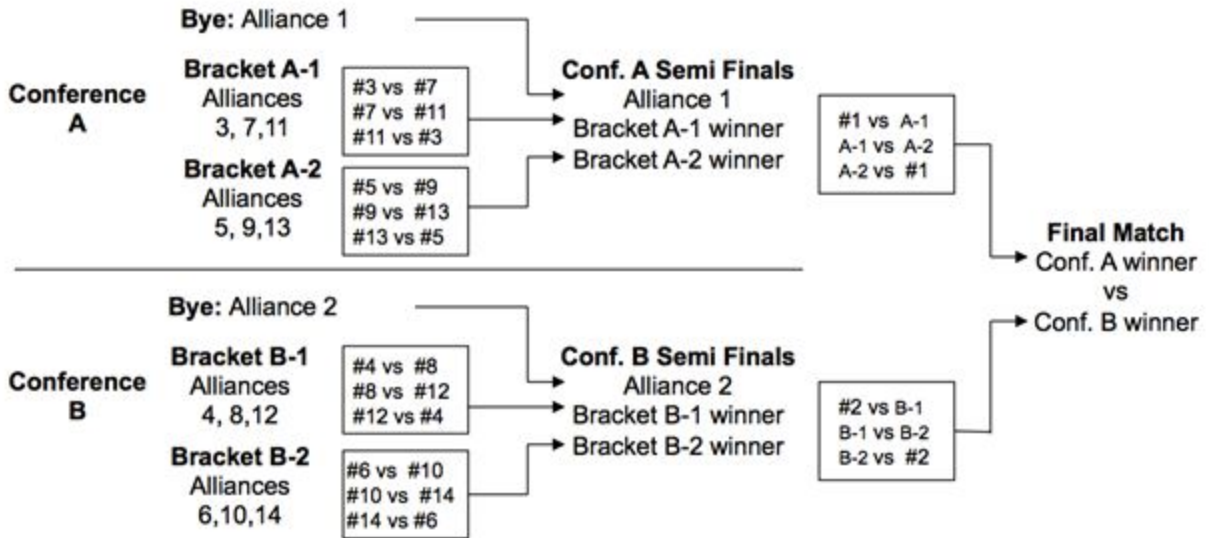 Bye: Alliance 1
Conference
A
Bracket A-1
Alliances
3, 7,11
#3 vs #7
#7 vs #11
#11 vs #3
Bracket A-2
Alliances
5, 9,13
#5 vs #9
#9 vs #13
#13 vs #5
Conf. A Semi Finals
Alliance 1
Bracket A-1 winner
Bracket A-2 winner
#1 vs A-1
A-1 vs A-2
A-2 vs #1
Final Match
Conf. A winner
vs
Conf. B winner
Bye: Alliance 2
Conference
B
Bracket B-1
Alliances
4, 8,12
#4 vs #8
#8 vs #12
#12 vs #4
Bracket B-2
Alliances
6,10,14
#6 vs #10
#10 vs #14
#14 vs #6
Conf. B Semi Finals
Alliance 2
Bracket B-1 winner
Bracket B-2 winner
#2 vs B-1
B-1 vs B-2
B-2 vs #2